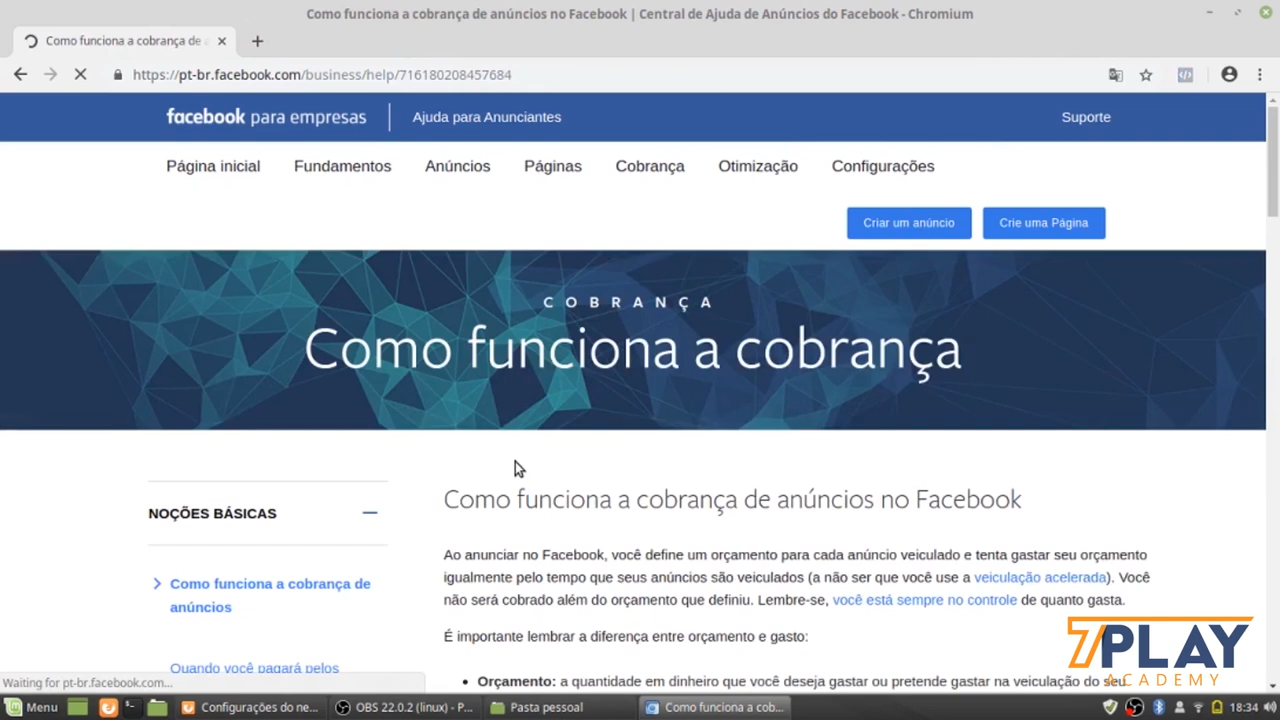 Como funciona a cobrança de anúncios no Facebook | Central de Ajuda de Anúncios do Facebook - Chromium
Como funciona a cobrança de a
https://pt-br.facebook.com/business/help/716180208457684
facebook para empresas
Ajuda para Anunciantes
Suporte
Página inicial Fundamentos Anúncios Páginas Cobrança Otimização Configurações
Criar um anúncio Crie uma Página
COBRANÇA
Como funciona a cobrança
NOÇÕES BÁSICAS
Como funciona a cobrança de
anúncios
Quando você pagará pelos
Como funciona a cobrança de anúncios no Facebook
Ao anunciar no Facebook, você define um orçamento para cada anúncio veiculado e tenta gastar seu orçamento
igualmente pelo tempo que seus anúncios são veiculados (a não ser que você use a veiculação acelerada). Você
não será cobrado além do orçamento que definiu. Lembre-se, você está sempre no controle de quanto gasta.
É importante lembrar a diferença entre orçamento e gasto:
• Orçamento: a quantidade em dinheiro que você deseja gastar ou pretende gastar na veiculação do seu
7PLAY
ACADEMY
Waiting for pt-br.facebook.com...
Menu Configurações do ne... OBS 22.0.2 (linux) - P... Pasta pessoal Como funciona a cob... 18:34